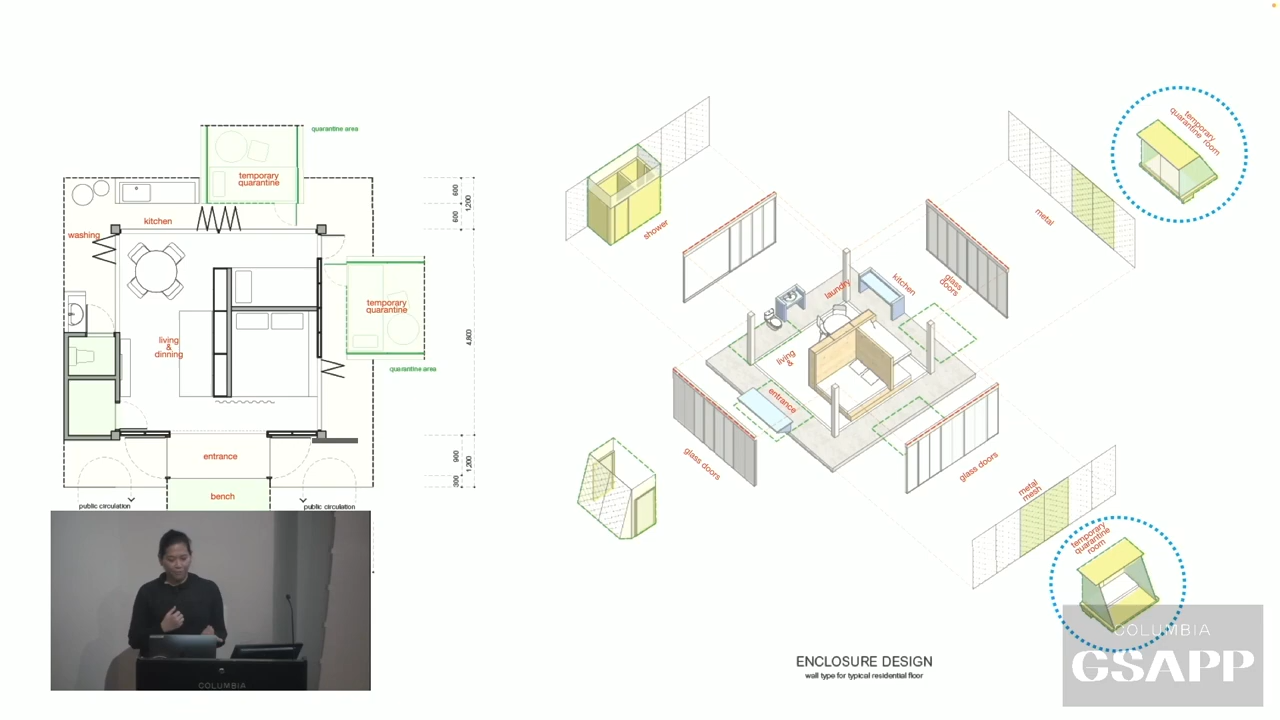 quarantine area
temporary
quarantine
kitchen
washing
600
600
1,200
temporary
quarantine
living
&
dinning
4,800
quarantine area
entrance
900
300
1,200
bench
public circulation
public circulation
COLUMBIA
shower
temporary
quarantine
room
metal
glass
doors
laundry
kitchen
living
&
entrance
glass doors
glass doors
metal
mesh
temporary
quarantine
room
ENCLOSURE DESIGN
wall type for typical residential floor
COLUMBIA
GSAPP